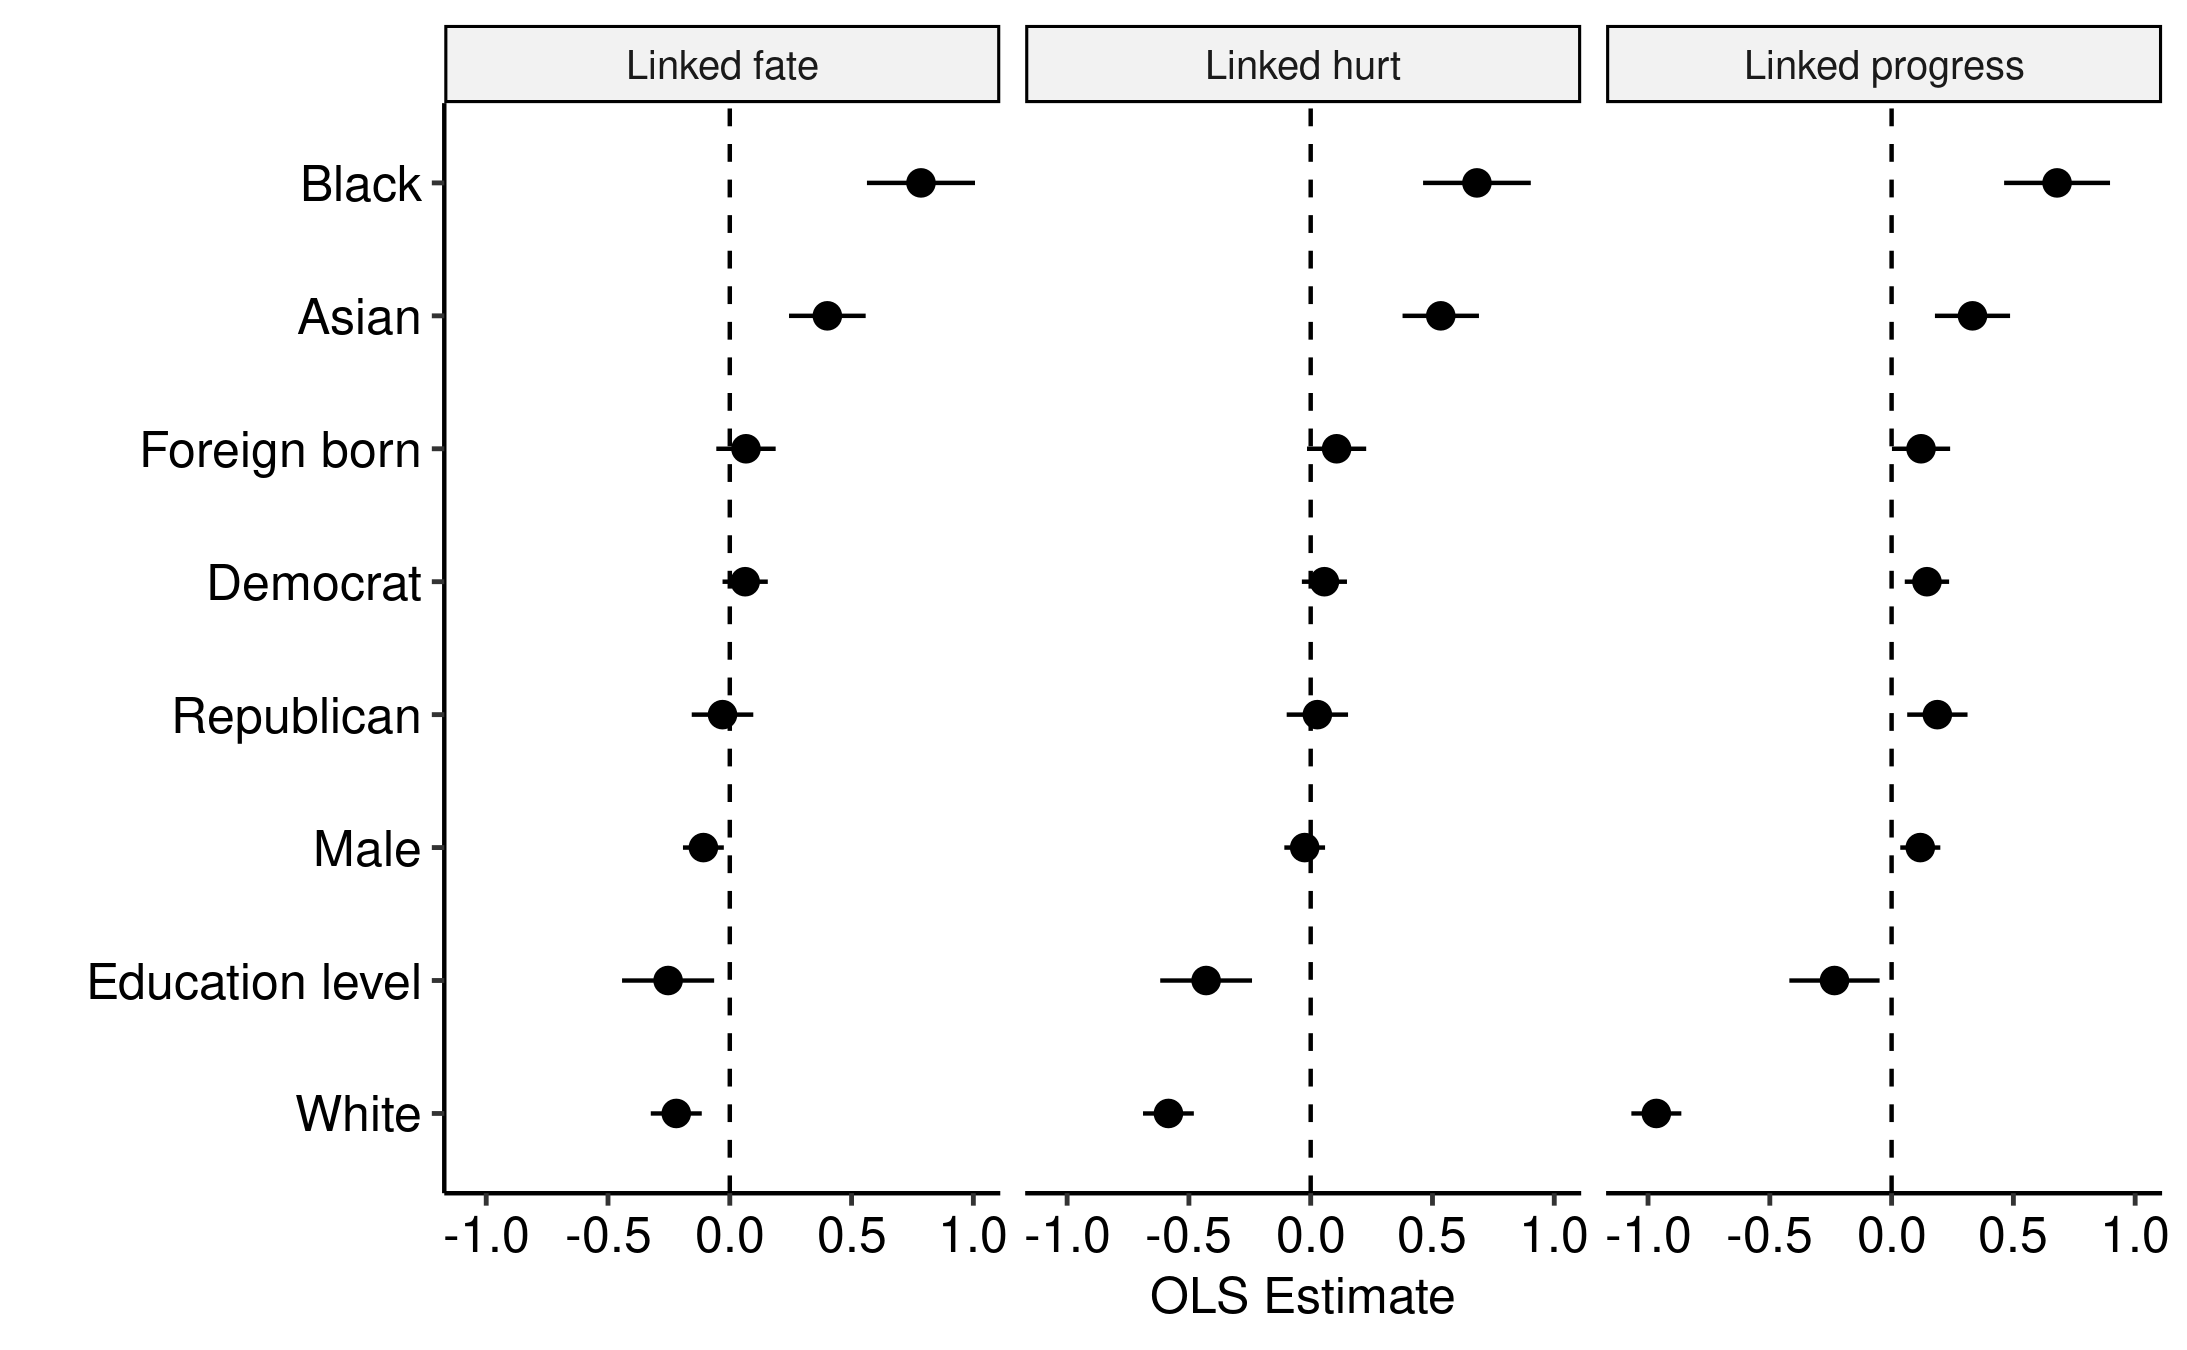 Linked fate Linked hurt Linked progress
Black
Asian
Foreign born
Democrat
Republican
Male
Education level
White
-1.0 -0.5 0.0 0.5 1.0 -1.0 -0.5 0.0 0.5 1.0 -1.0 -0.5 0.0 0.5 1.0
OLS Estimate